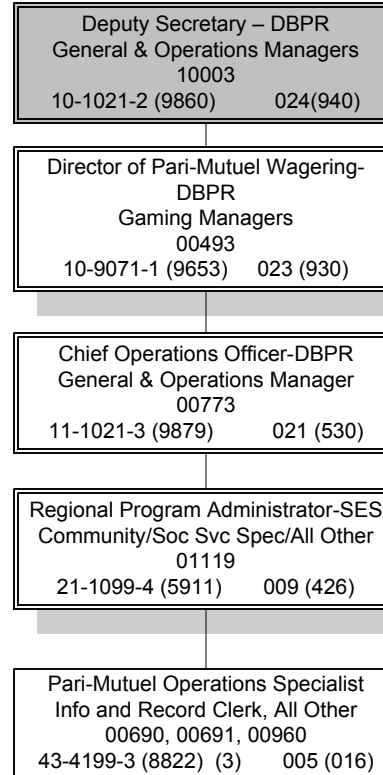 Deputy Secretary – DBPR
General & Operations Managers
10003
10-1021-2 (9860) 024(940)
Director of Pari-Mutuel Wagering-
DBPR
Gaming Managers
00493
10-9071-1 (9653) 023 (930)
Chief Operations Officer-DBPR
General & Operations Manager
00773
11-1021-3 (9879) 021 (530)
Regional Program Administrator-SES
Community/Soc Svc Spec/All Other
01119
21-1099-4 (5911) 009 (426)
Pari-Mutuel Operations Specialist
Info and Record Clerk, All Other
00690, 00691, 00960
43-4199-3 (8822) (3) 005 (016)